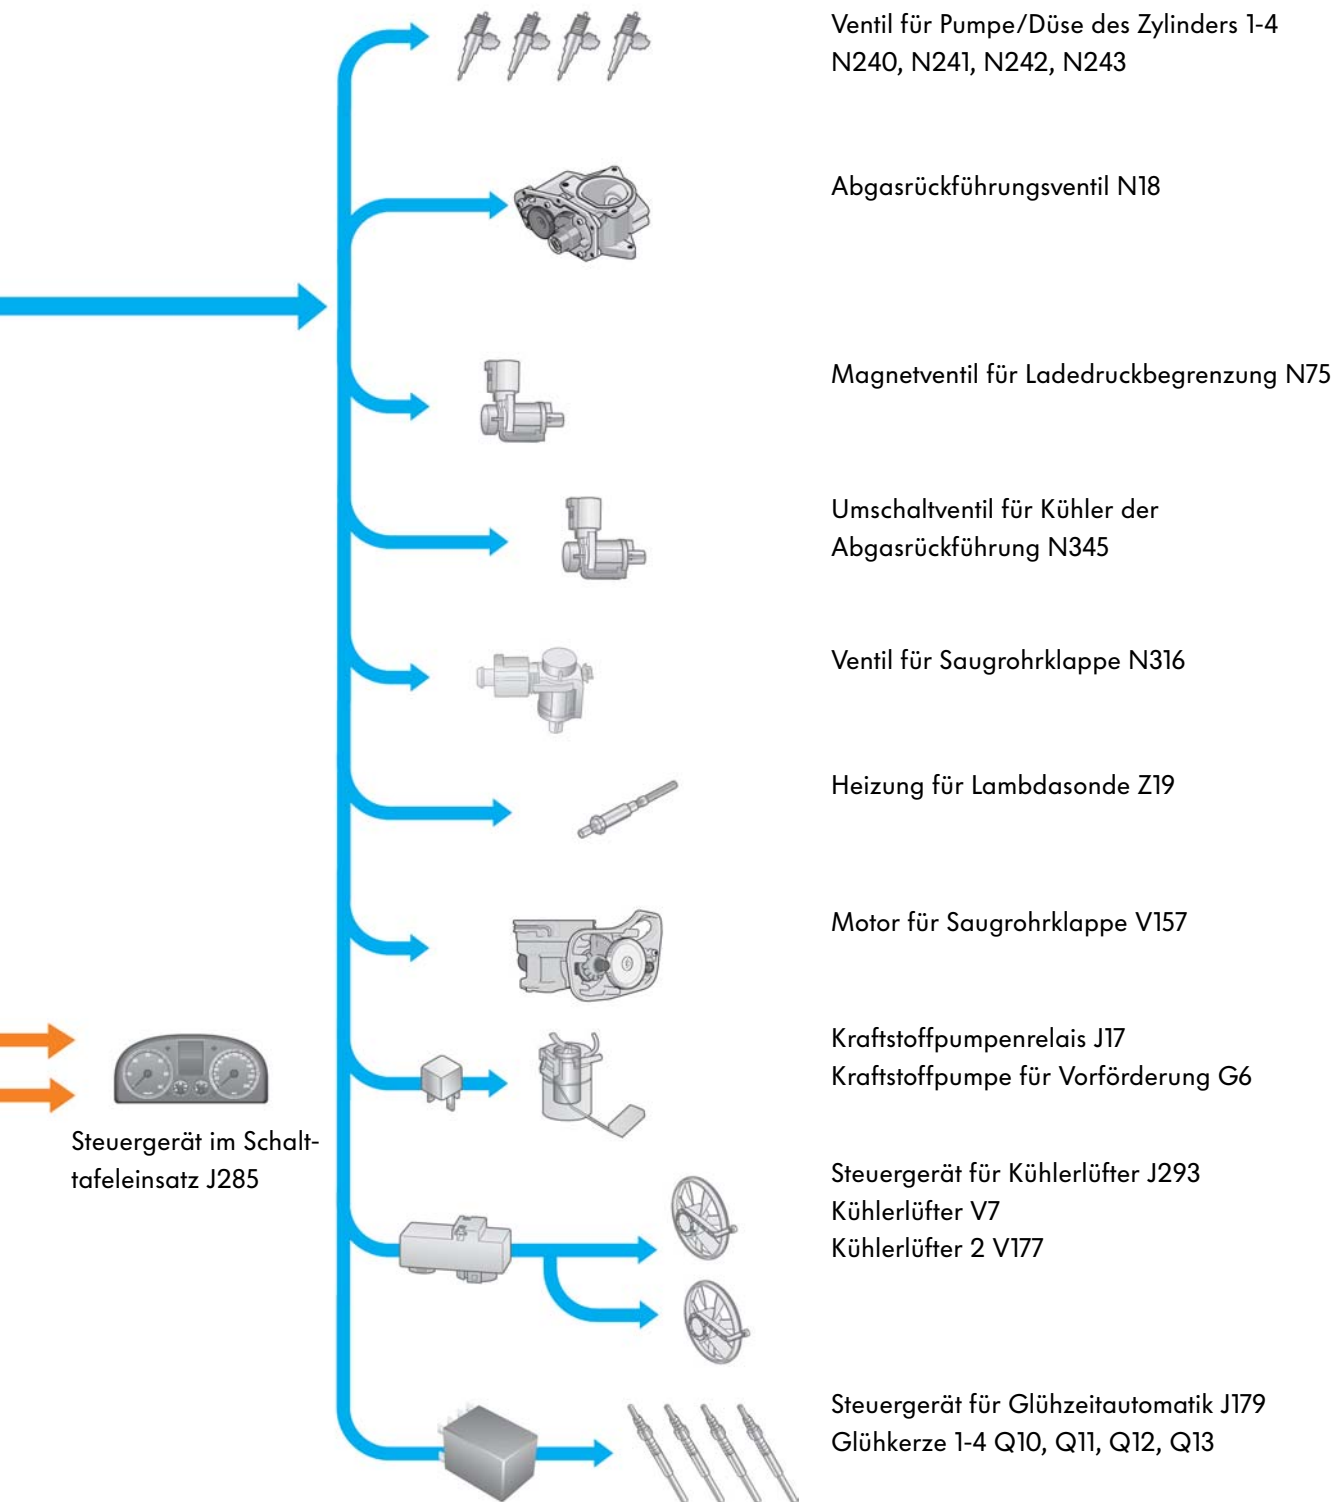 Ventil für Pumpe/Düse des Zylinders 1-4
N240, N241, N242, N243
Abgasrückführungsventil N18
Magnetventil für Ladedruckbegrenzung N75
Umschaltventil für Kühler der
Abgasrückführung N345
Ventil für Saugrohrklappe N316
Heizung für Lambdasonde Z19
Motor für Saugrohrklappe V157
Kraftstoffpumpenrelais J17
Kraftstoffpumpe für Vorförderung G6
Steuergerät im Schalt-
tafeleinsatz J285
Steuergerät für Kühlerlüfter J293
Kühlerlüfter V7
Kühlerlüfter 2 V177
Steuergerät für Glühzeitautomatik J179
Glühkerze 1-4 Q10, Q11, Q12, Q13